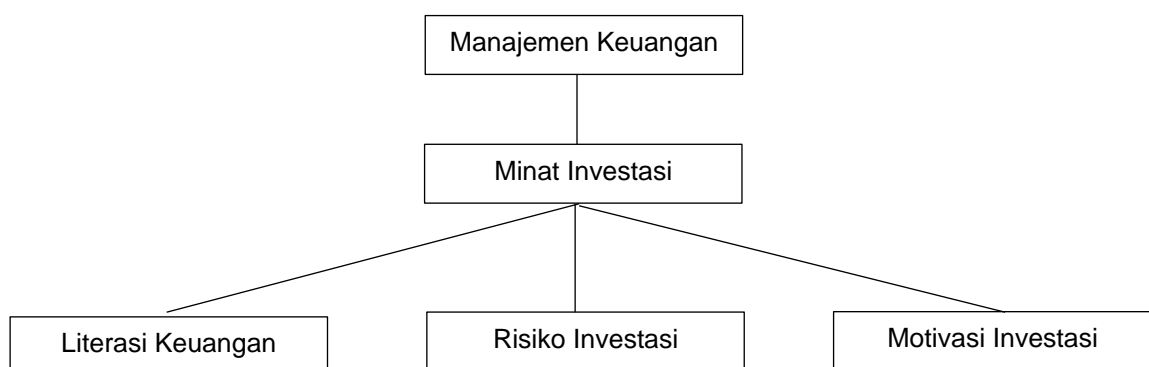 Manajemen Keuangan
Minat Investasi
Literasi Keuangan
Risiko Investasi
Motivasi Investasi